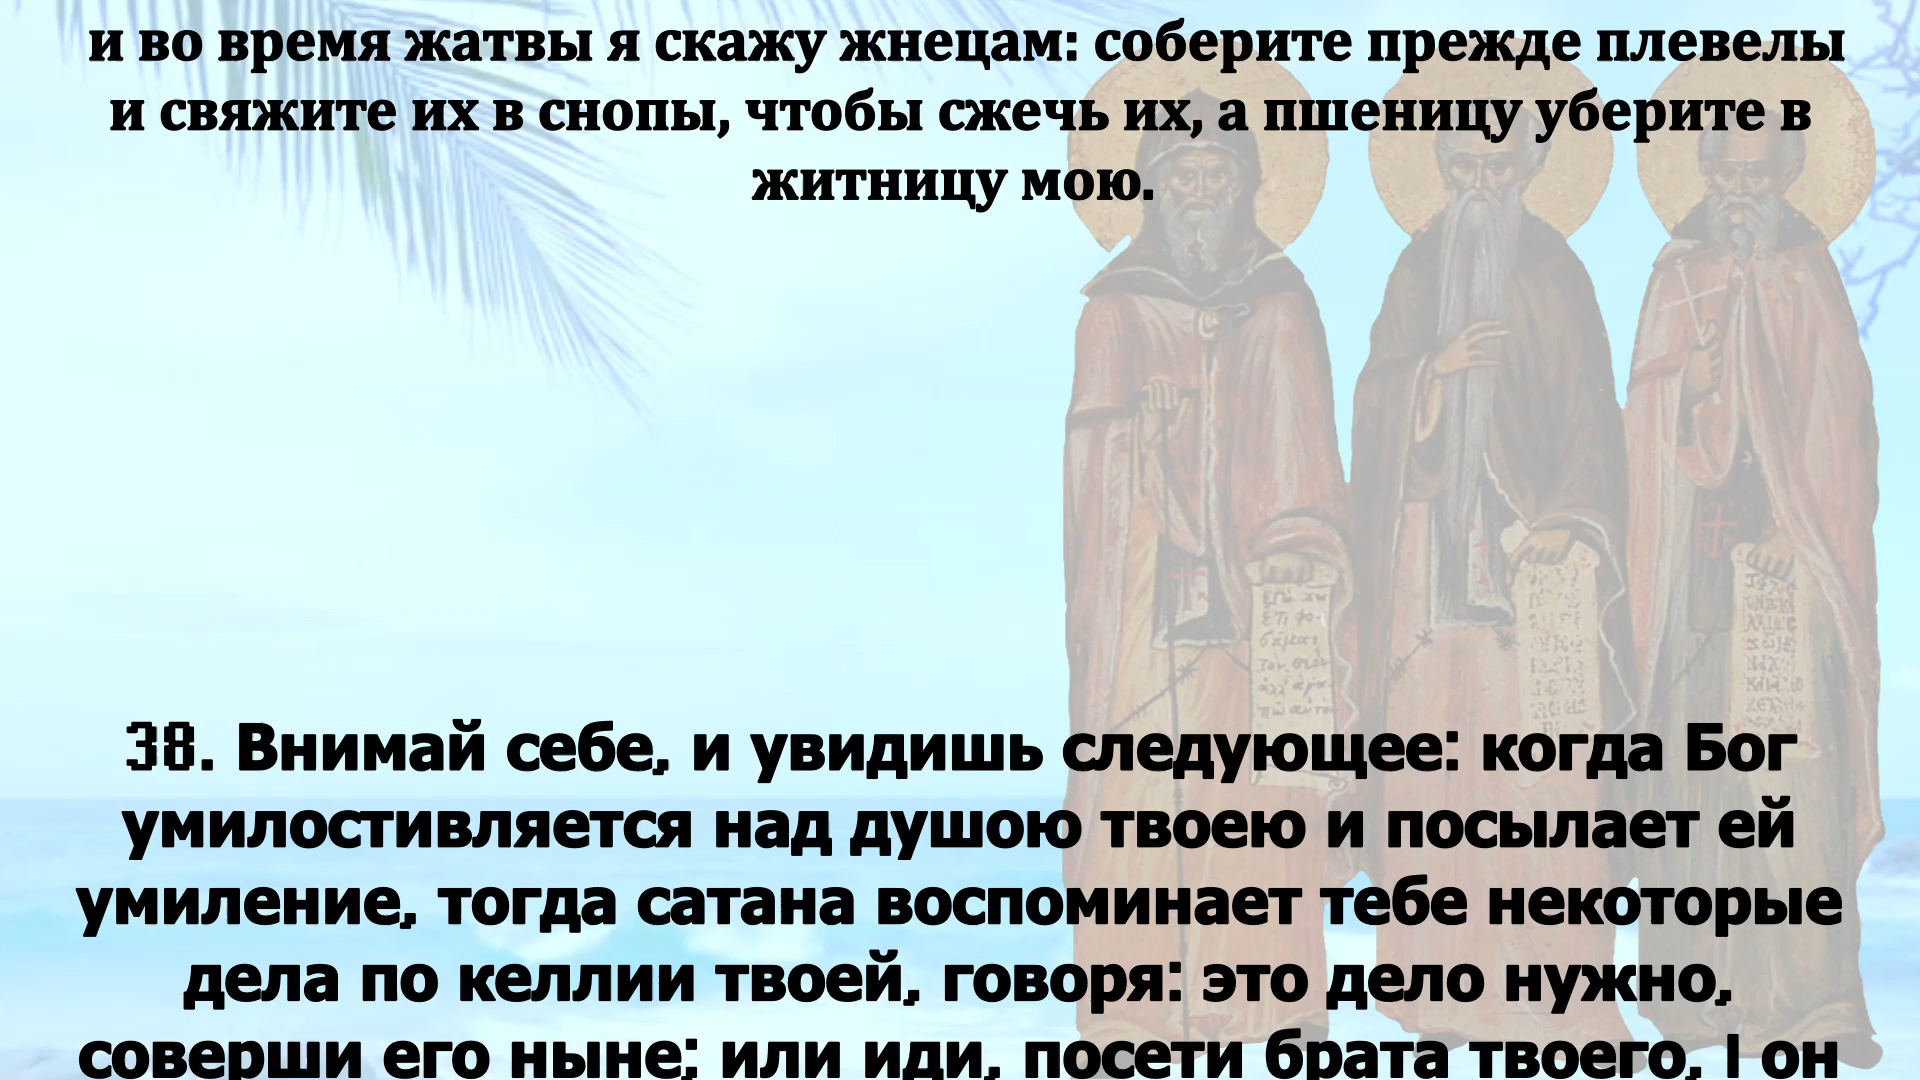 и во время жатвы я скажу жнецам: соберите прежде плевелы
и свяжите их в снопы, чтобы сжечь их, а пшеницу уберите в
житницу мою.
38. Внимай себе, и увидишь следующее: когда Бог
умилостивляется над душою твоею и посылает ей
умиление, тогда сатана воспоминает тебе некоторые
дела по келлии твоей, говоря: это дело нужно,
соверши его ныне; или иди, посети брата твоего, | он